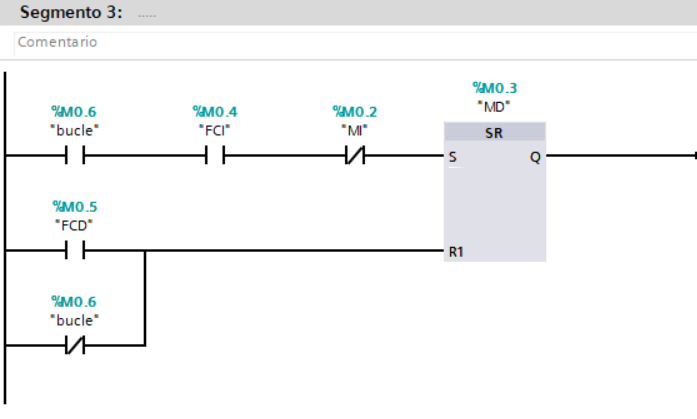 Segmento 3: .....
Comentario
%M0.3
"MD"
%M0.6 %M0.4 %M0.2
"bucle" "FCI" "MI"
SR
S Q
%M0.5
"FCD"
R1
%M0.6
"bucle"